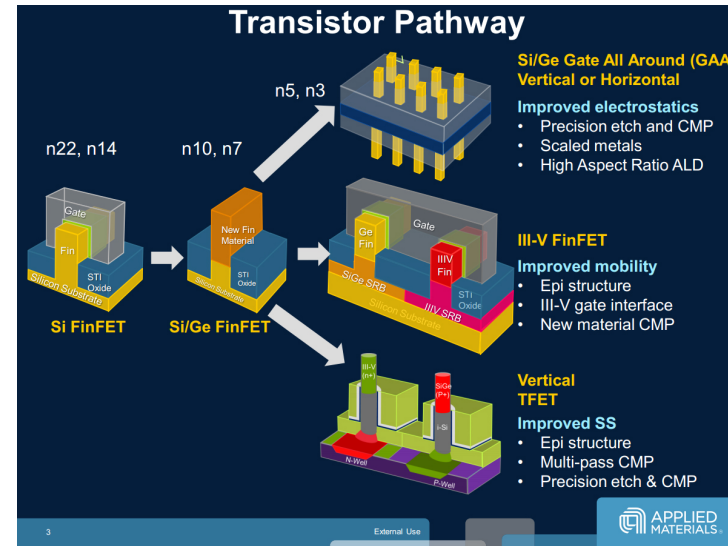 Transistor Pathway
n22, n14
n10, n7
n5, n3
Gate
Fin
STI
Oxide
Silicon Substrate
Si FinFET
New Fin
Material
STI
Oxide
Silicon Substrate
Si/Ge FinFET
Si/Ge Gate All Around (GAA
Vertical or Horizontal
Improved electrostatics
• Precision etch and CMP
• Scaled metals
• High Aspect Ratio ALD
Gate
Ge
Fin
IIIV
Fin
STI
Oxide
SiGe SRB
IIIV SRB
Silicon Substrate
III-V FinFET
Improved mobility
• Epi structure
• III-V gate interface
• New material CMP
III-V
(n+)
SiGe
(P+)
i-Si
N-Well
P-Well
Vertical
TFET
Improved SS
• Epi structure
• Multi-pass CMP
• Precision etch & CMP
3
External Use
APPLIED
MATERIALS®